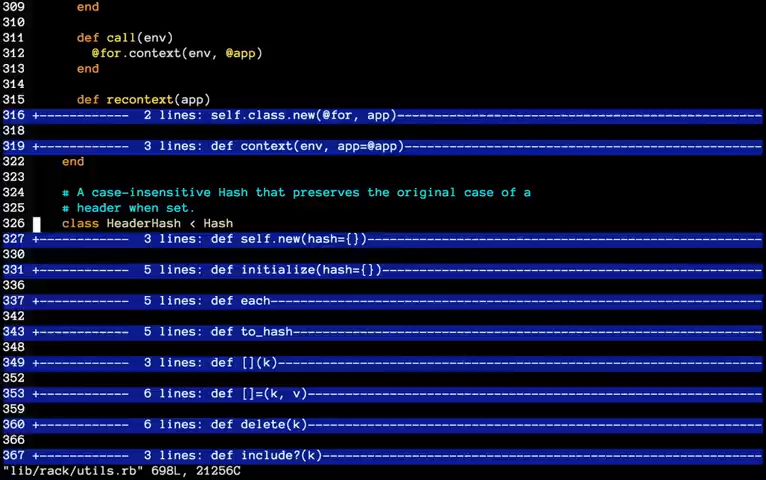 309 end
310
311 def call(env)
312 @for.context(env, @app)
313 end
314
315 def recontext(app)
316 +------------ 2 lines: self.class.new(@for, app)------------------------------------------------
318
319 +------------ 3 lines: def context(env, app=@app)-----------------------------------------------
322 end
323
324 # A case-insensitive Hash that preserves the original case of a
325 # header when set.
326 class HeaderHash < Hash
327 +------------ 3 lines: def self.new(hash={})----------------------------------------------------
330
331 +------------ 5 lines: def initialize(hash={})--------------------------------------------------
336
337 +------------ 5 lines: def each-----------------------------------------------------------------
342
343 +------------ 5 lines: def to_hash--------------------------------------------------------------
348
349 +------------ 3 lines: def [](k)----------------------------------------------------------------
352
353 +------------ 6 lines: def []=(k, v)------------------------------------------------------------
359
360 +------------ 6 lines: def delete(k)------------------------------------------------------------
366
367 +------------ 3 lines: def include?(k)----------------------------------------------------------
"lib/rack/utils.rb" 698L, 21256C